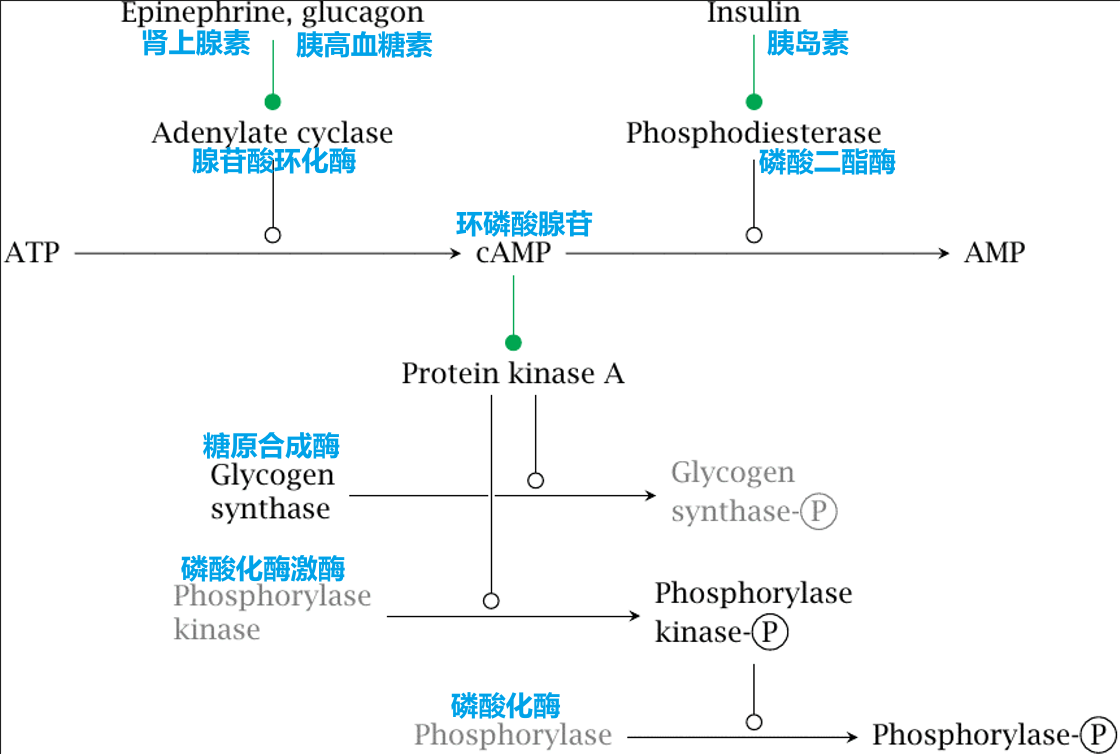 Epinephrine, glucagon
肾上腺素
胰高血糖素
Insulin
胰岛素
Adenylate cyclase
腺苷酸环化酶
Phosphodiesterase
磷酸二酯酶
环磷酸腺苷
ATP
cAMP
AMP
Protein kinase A
糖原合成酶
Glycogen
synthase
Glycogen
synthase-P
磷酸化酶激酶
Phosphorylase
kinase
Phosphorylase
kinase-P
磷酸化酶
Phosphorylase
Phosphorylase-P